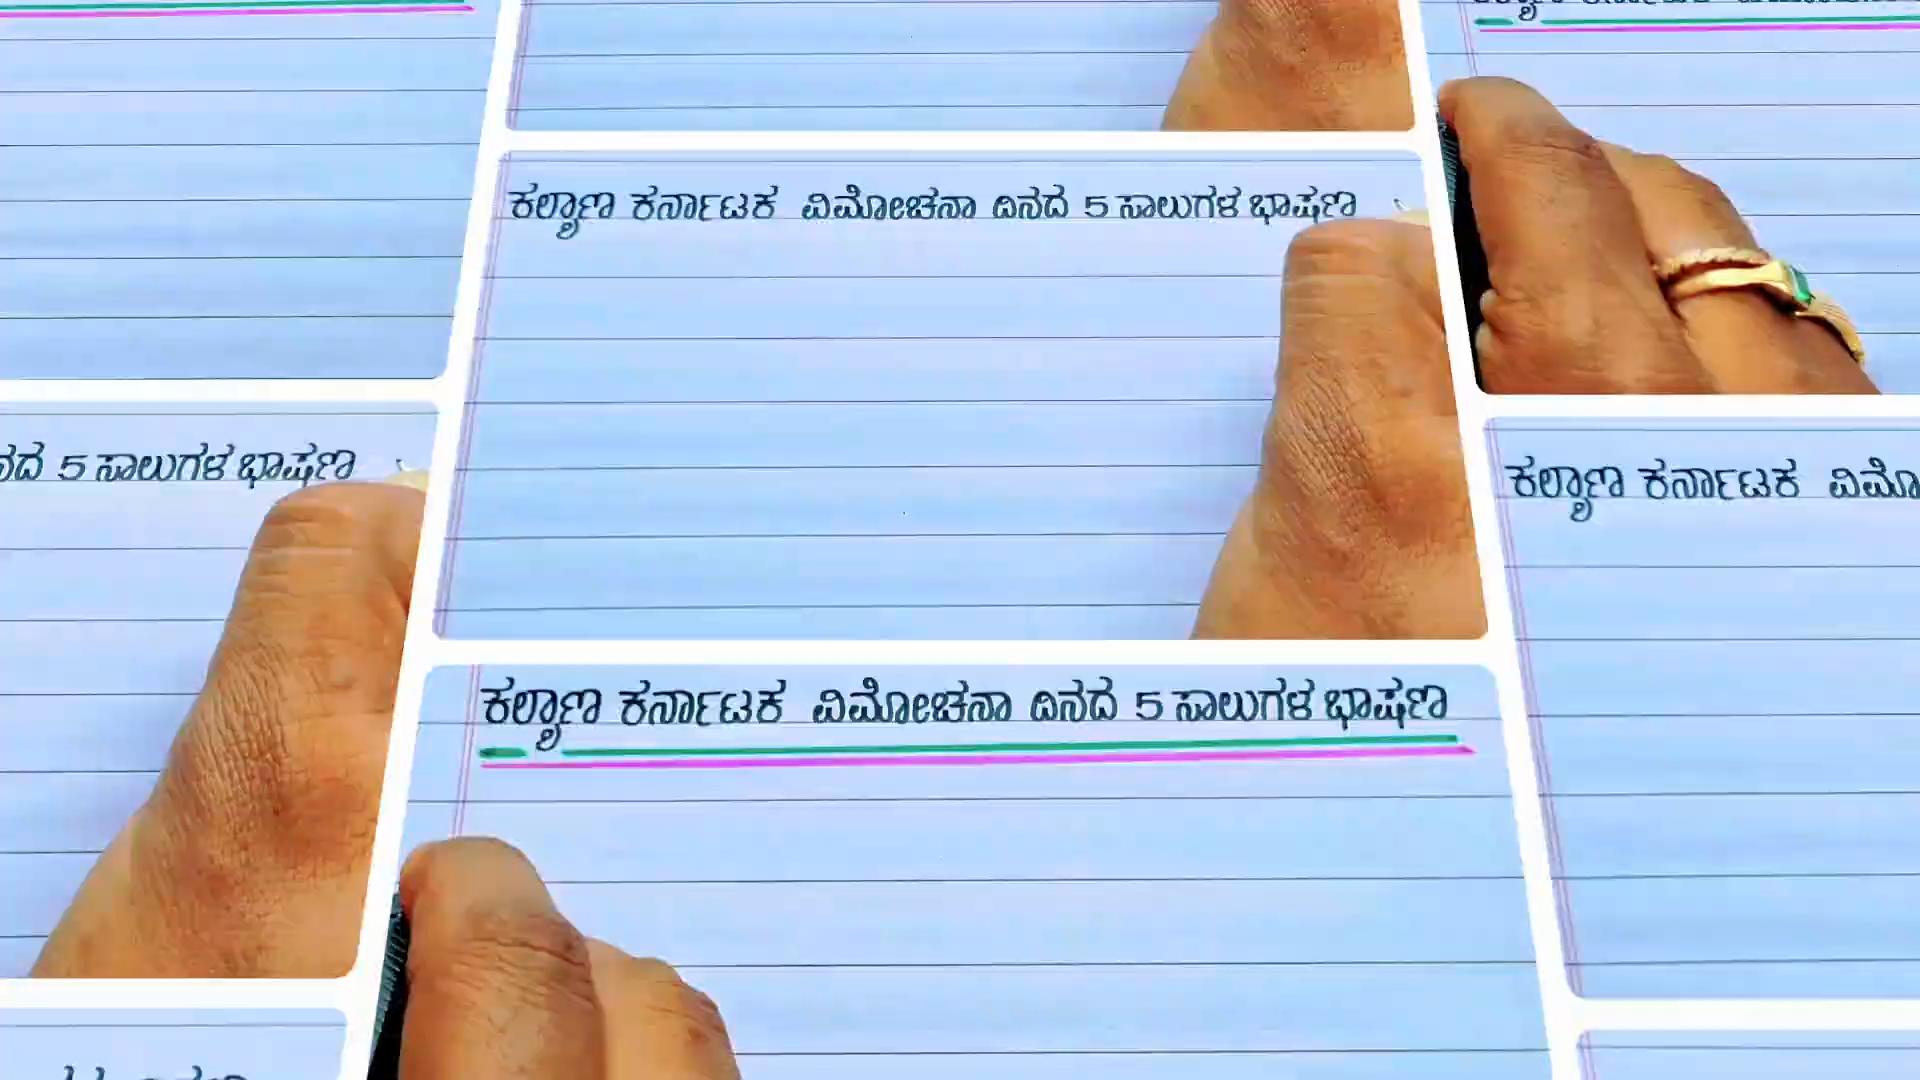 ಕಲ್ಯಾಣ ಕರ್ನಾಟಕ ವಿಮೋಚನಾ ದಿನದ 5 ಸಾಲುಗಳ ಭಾಷಣ
5 ಸಾಲುಗಳ ಭಾಷಣ
ಕಲ್ಯಾಣ ಕರ್ನಾಟಕ
ಕಲ್ಯಾಣ ಕರ್ನಾಟಕ ವಿಮೋಚನಾ ದಿನದ 5 ಸಾಲುಗಳ ಭಾಷಣ